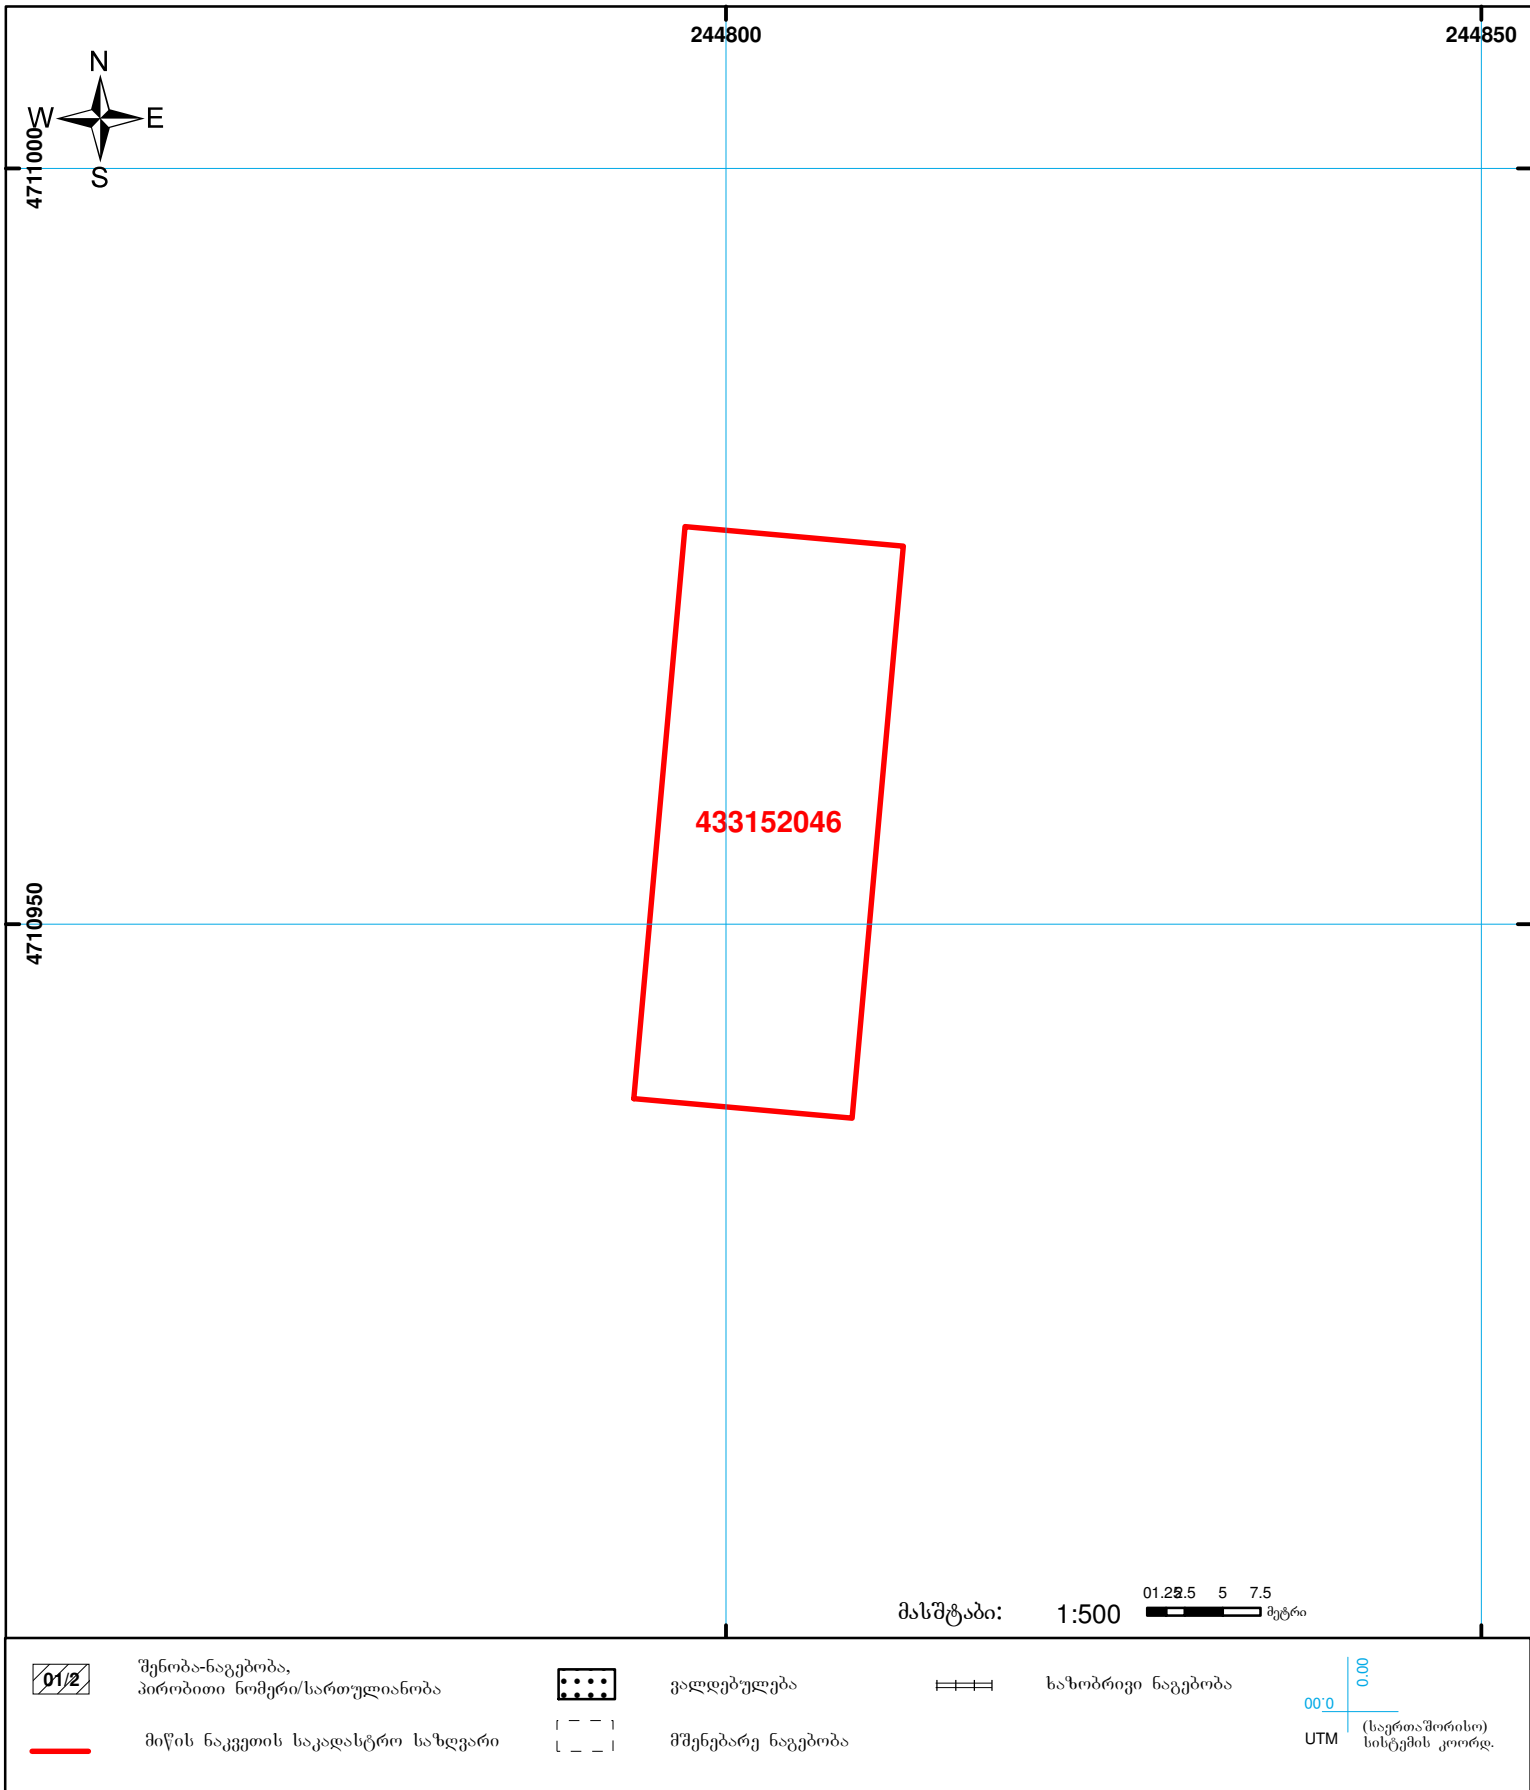 244800
244850
N
W
E
S
4711000
433152046
4710950
მასშტაბი:
1:500
01.25 2.5 5 7.5
მეტრი
01/2
შენობა-ნაგებობა,
პირობითი ნომერი/სართულიანობა
ვალდებულება
ხაზობრივი ნაგებობა
მიწის ნაკვეთის საკადასტრო საზღვარი
მშენებარე ნაგებობა
0.00
0.00
UTM
(საერთაშორისო)
სისტემის კოორდ.